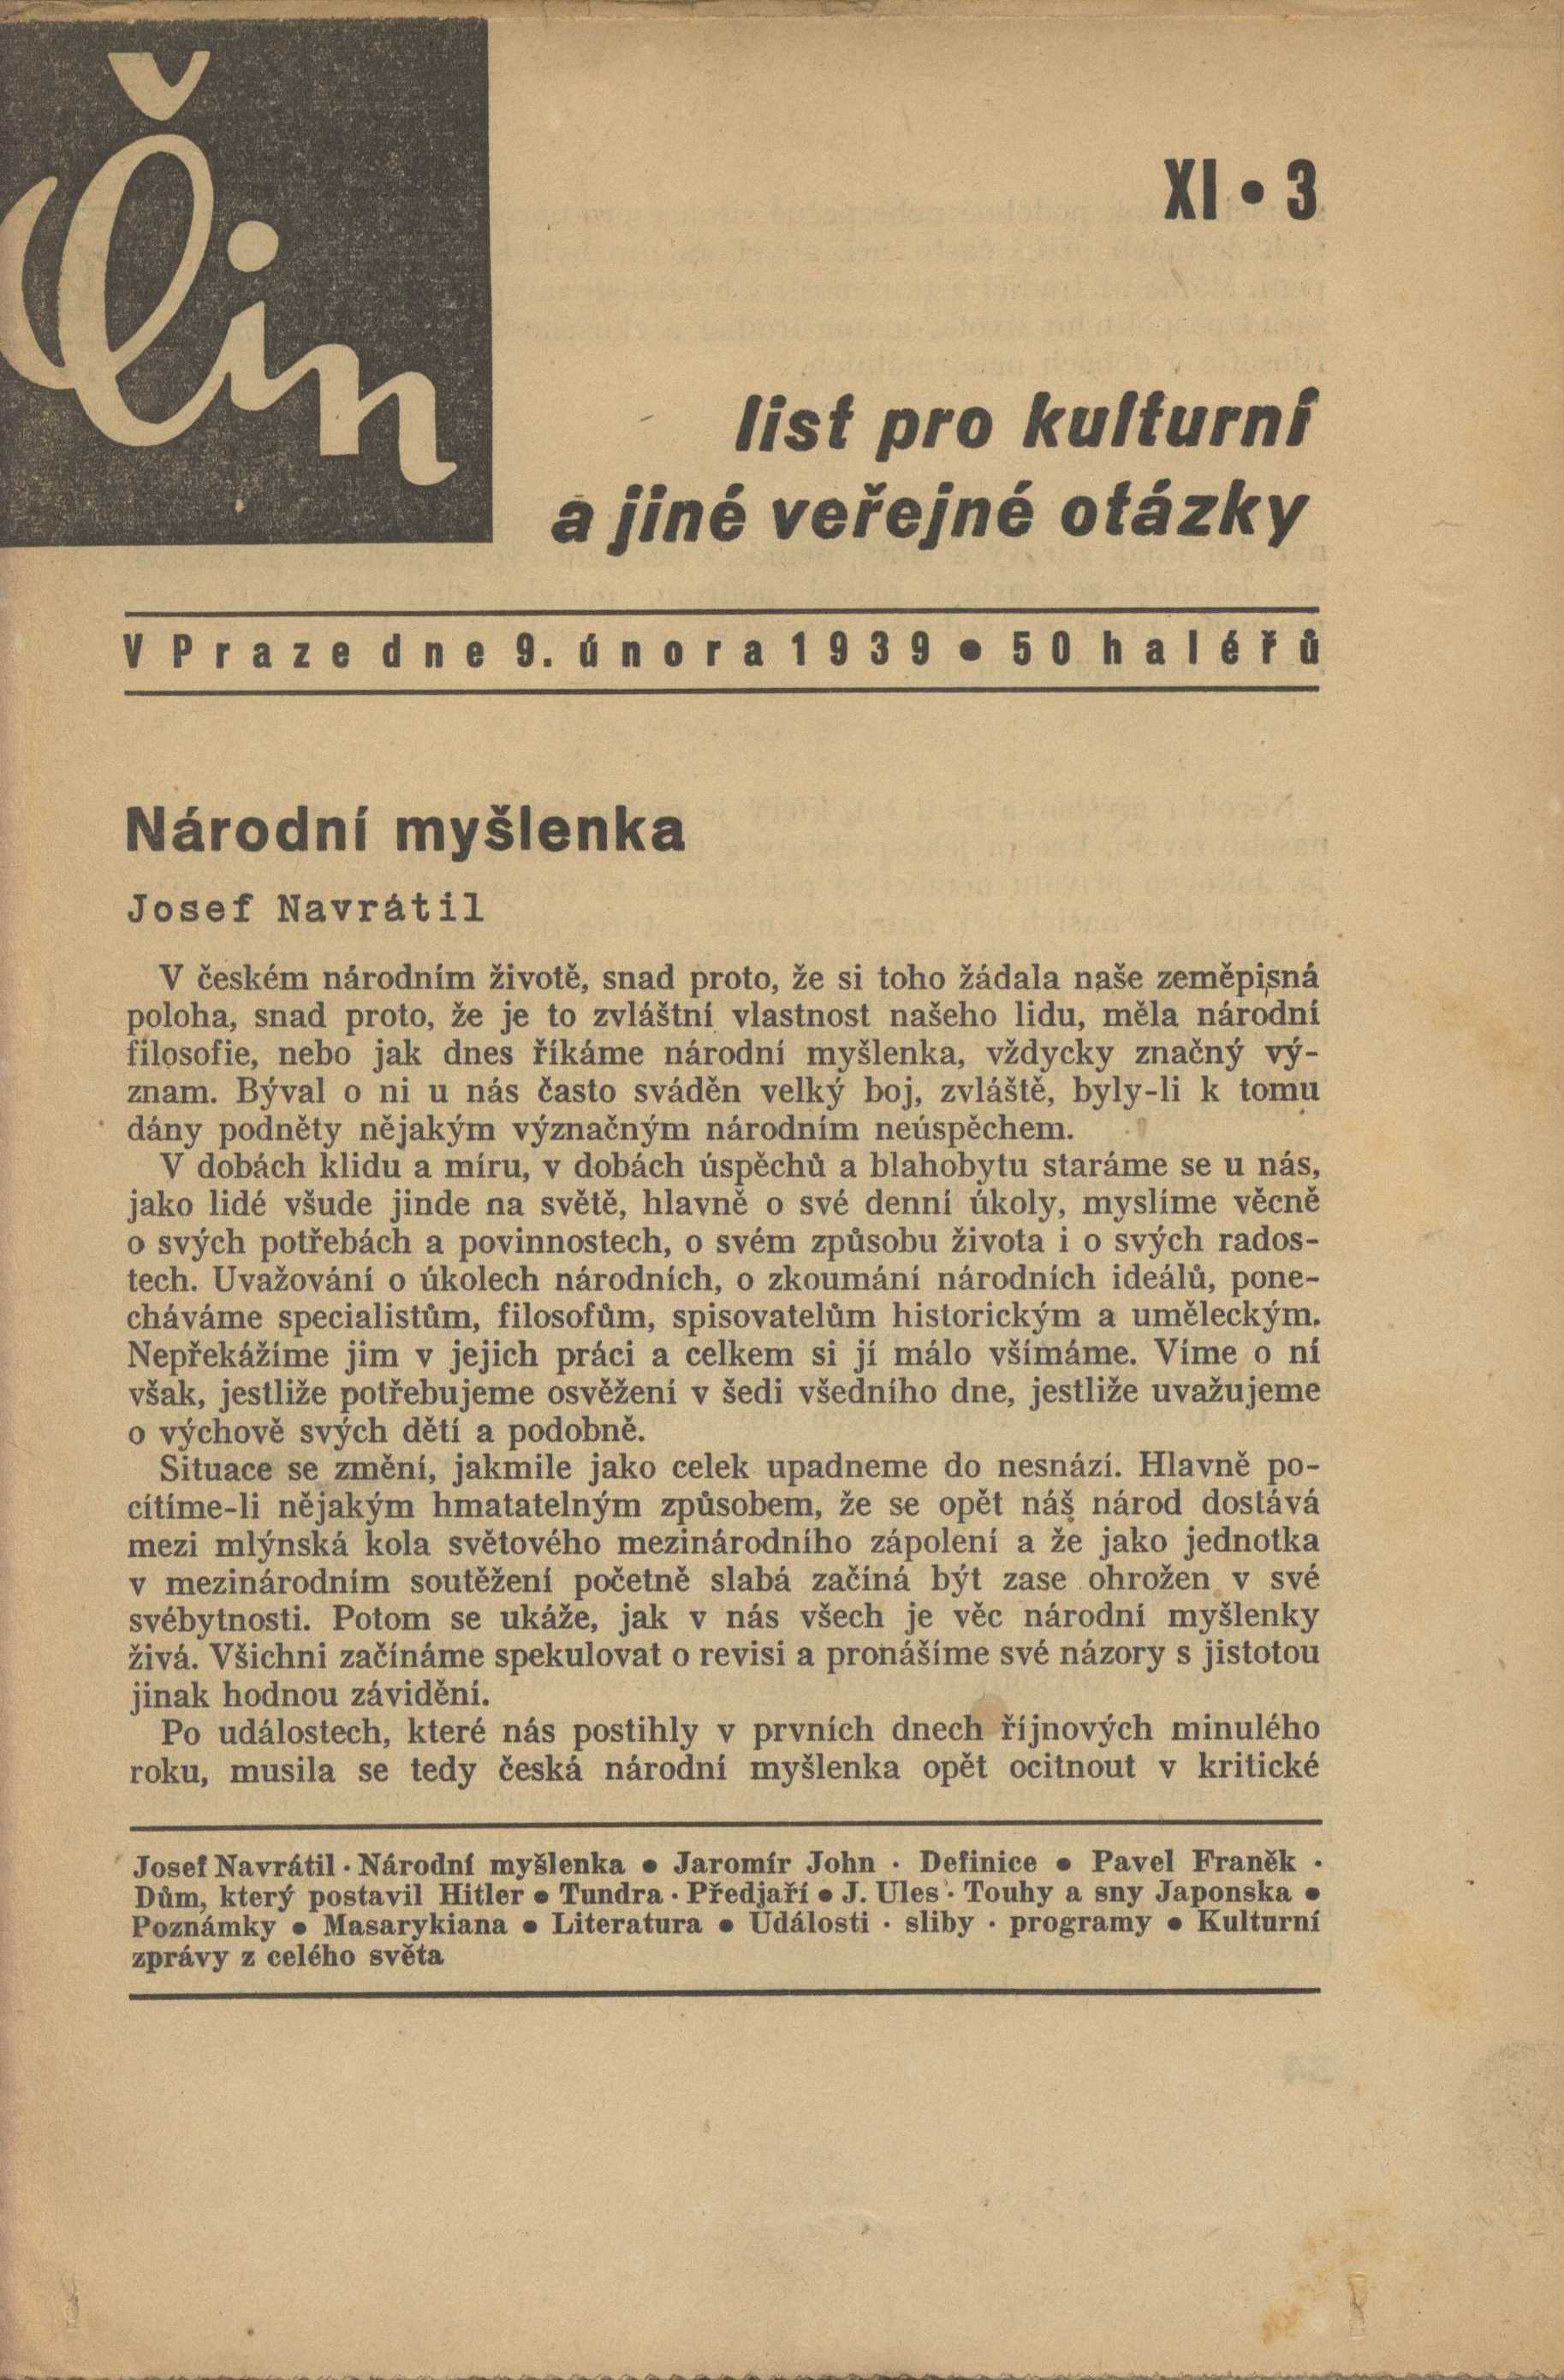 Čin
XI • 3
list pro kulturní
a jiné veřejné otázky
V Praze dne 9. února 1939 • 50 haléřů
Národní myšlenka
Josef Navrátil
V českém národním životě, snad proto, že si toho žádala naše zeměpisná
poloha, snad proto, že je to zvláštní vlastnost našeho lidu, měla národní
filosofie, nebo jak dnes říkáme národní myšlenka, vždycky značný vý-
znam. Býval o ni u nás často sváděn velký boj, zvláště, byly-li k tomu
dány podněty nějakým význačným národním neúspěchem.
V dobách klidu a míru, v dobách úspěchů a blahobytu staráme se u nás,
jako lidé všude jinde na světě, hlavně o své denní úkoly, myslíme věcně
o svých potřebách a povinnostech, o svém způsobu života i o svých rados-
tech. Uvažování o úkolech národních, o zkoumání národních ideálů, pone-
cháváme specialistům, filosofům, spisovatelům historickým a uměleckým.
Nepřekážíme jim v jejich práci a celkem si jí málo všímáme. Víme o ní
však, jestliže potřebujeme osvěžení v šedi všedního dne, jestliže uvažujeme
o výchově svých dětí a podobně.
Situace se změní, jakmile jako celek upadneme do nesnází. Hlavně po-
cítíme-li nějakým hmatatelným způsobem, že se opět náš národ dostává
mezi mlýnská kola světového mezinárodního zápolení a že jako jednotka
v mezinárodním soutěžení početně slabá začíná být zase ohrožen v své
svébytnosti. Potom se ukáže, jak v nás všech je věc národní myšlenky
živá. Všichni začínáme spekulovat o revisi a pronášíme své názory s jistotou
jinak hodnou závidění.
Po událostech, které nás postihly v prvních dnech říjnových minulého
roku, musila se tedy česká národní myšlenka opět ocitnout v kritické
Josef Navrátil · Národní myšlenka • Jaromír John · Definice • Pavel Franěk ·
Dům, který postavil Hitler • Tundra · Předjaří • J. Ules · Touhy a sny Japonska •
Poznámky • Masarykiana • Literatura • Události · sliby · programy • Kulturní
zprávy z celého světa